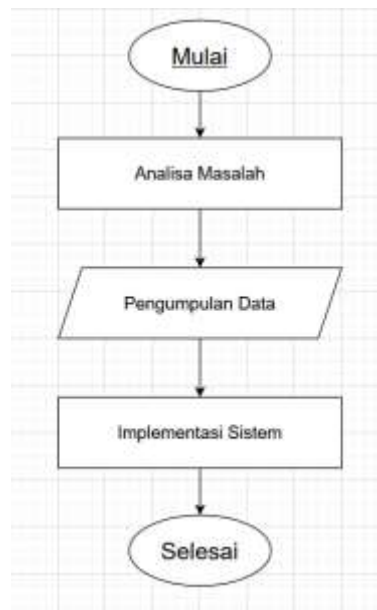 Mulai
Analisa Masalah
Pengumpulan Data
Implementasi Sistem
Selesai